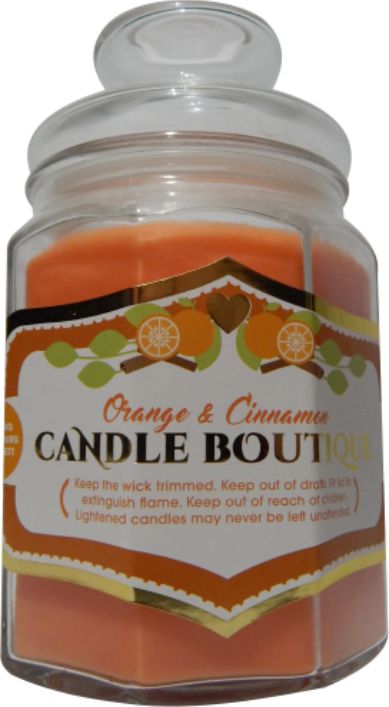 Orange & Cinnamon
CANDLE BOUTIQUE
Keep the wick trimmed. Keep out of draft. Fit lid to
extinguish flame. Keep out of reach of children.
Lightened candles may never be left unattended.